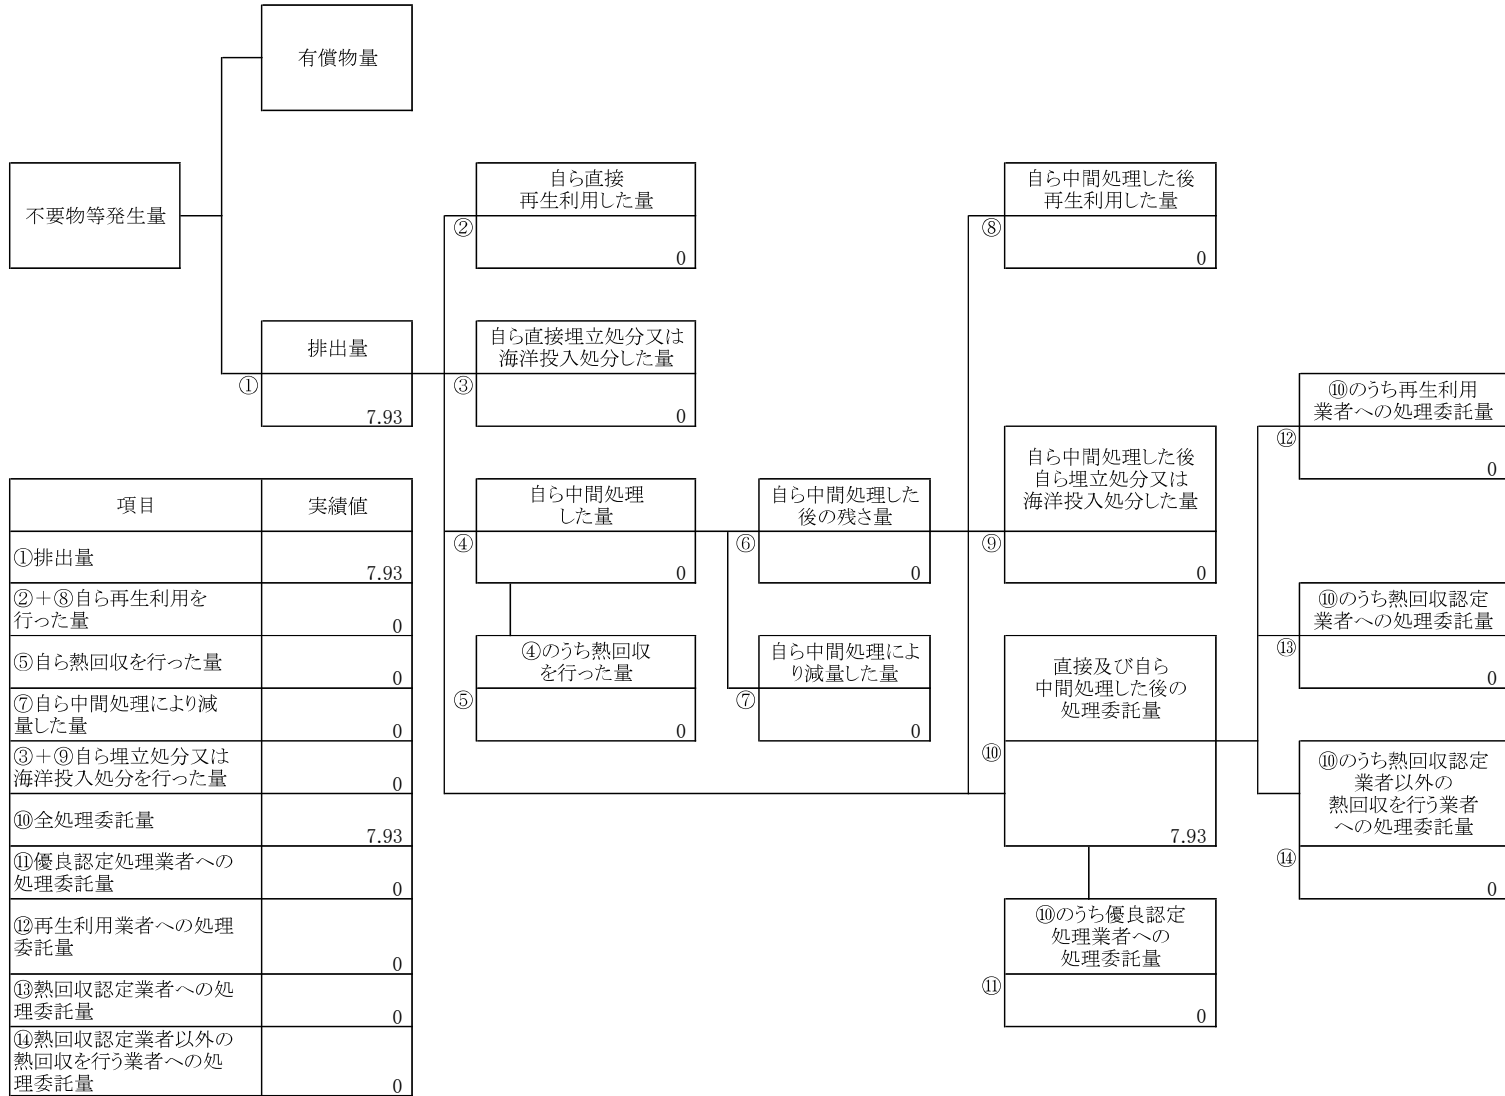 有償物量
不要物等発生量
自ら直接
再生利用した量
②
0
自ら中間処理した後
再生利用した量
⑧
0
排出量
①
7.93
自ら直接埋立処分又は
海洋投入処分した量
③
0
⑩のうち再生利用
業者への処理委託量
⑫
0
自ら中間処理した後
自ら埋立処分又は
海洋投入処分した量
⑨
0
自ら中間処理
した量
④
0
自ら中間処理した
後の残さ量
⑥
0
⑩のうち熱回収認定
業者への処理委託量
⑬
0
④のうち熱回収
を行った量
⑤
0
自ら中間処理によ
り減量した量
⑦
0
直接及び自ら
中間処理した後の
処理委託量
⑩
7.93
⑩のうち熱回収認定
業者以外の
熱回収を行う業者
への処理委託量
⑭
0
⑩のうち優良認定
処理業者への
処理委託量
⑪
0
項目 実績値
①排出量 7.93
②＋⑧自ら再生利用を
行った量 0
⑤自ら熱回収を行った量 0
⑦自ら中間処理により減
量した量 0
③＋⑨自ら埋立処分又は
海洋投入処分を行った量 0
⑩全処理委託量 7.93
⑪優良認定処理業者への
処理委託量 0
⑫再生利用業者への処理
委託量 0
⑬熱回収認定業者への処
理委託量 0
⑭熱回収認定業者以外の
熱回収を行う業者への処
理委託量 0